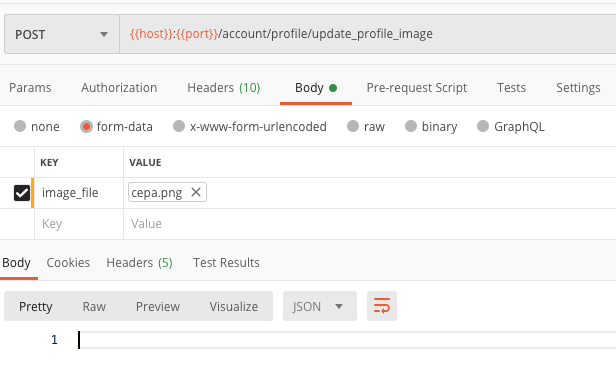 POST {{host}}:{{port}}/account/profile/update_profile_image
Params Authorization Headers (10) Body Pre-request Script Tests Settings
none form-data x-www-form-urlencoded raw binary GraphQL
KEY VALUE
image_file cepa.png
Key Value
Body Cookies Headers (5) Test Results
Pretty Raw Preview Visualize JSON
1